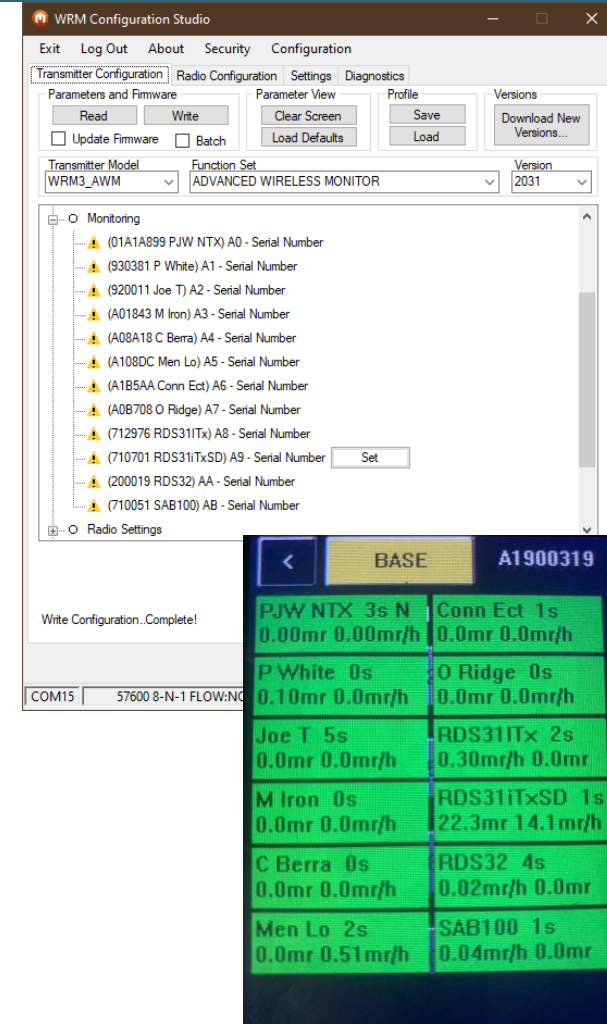 WRM Configuration Studio
Exit Log Out About Security Configuration
Transmitter Configuration Radio Configuration Settings Diagnostics
Parameters and Firmware Parameter View Profile Versions
Read Write Clear Screen Save Download New Versions...
Update Firmware Batch Load Defaults Load
Transmitter Model Function Set Version
WRM3_AWM ADVANCED WIRELESS MONITOR 2031
Monitoring
(01A1A899 PJW NTX) A0 - Serial Number
(930381 P White) A1 - Serial Number
(920011 Joe T) A2 - Serial Number
(A01843 M Iron) A3 - Serial Number
(A08A18 C Berra) A4 - Serial Number
(A108DC Men Lo) A5 - Serial Number
(A1B5AA Conn Ect) A6 - Serial Number
(A0B708 O Ridge) A7 - Serial Number
(712976 RDS31ITx) A8 - Serial Number
(710701 RDS31iTxSD) A9 - Serial Number Set
(200019 RDS32) AA - Serial Number
(710051 SAB100) AB - Serial Number
Radio Settings
Write Configuration..Complete!
COM15 57600 8-N-1 FLOW:NO
< BASE A1900319
PJW NTX 3s N Conn Ect 1s
0.00mr 0.00mr/h 0.0mr 0.0mr/h
P White 0s O Ridge 0s
0.10mr 0.0mr/h 0.0mr 0.0mr/h
Joe T 5s RDS31ITx 2s
0.0mr 0.0mr/h 0.30mr/h 0.0mr
M Iron 0s RDS31iTxSD 1s
0.0mr 0.0mr/h 22.3mr 14.1mr/h
C Berra 0s RDS32 4s
0.0mr 0.0mr/h 0.02mr/h 0.0mr
Men Lo 2s SAB100 1s
0.0mr 0.51mr/h 0.04mr/h 0.0mr